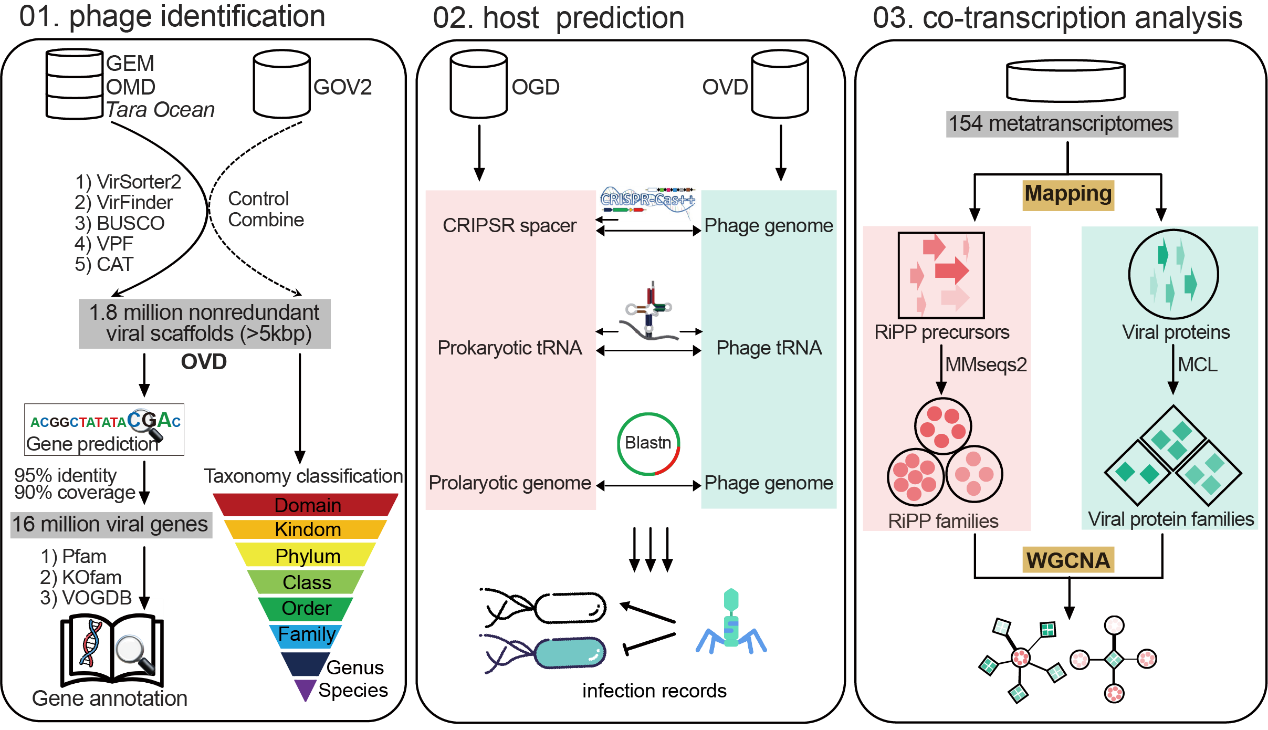 01. phage identification
GEM
OMD
Tara Ocean
GOV2
1) VirSorter2
2) VirFinder
3) BUSCO
4) VPF
5) CAT
Control
Combine
1.8 million nonredundant
viral scaffolds (>5kbp)
OVD
ACGGCTATATACGAC
Gene prediction
95% identity
90% coverage
16 million viral genes
1) Pfam
2) KOfam
3) VOGDB
Gene annotation
Taxonomy classification
Domain
Kindom
Phylum
Class
Order
Family
Genus
Species
02. host prediction
OGD
OVD
CRISPR-Cas++
CRIPSR spacer
Phage genome
Prokaryotic tRNA
Phage tRNA
Blastn
Prolaryotic genome
Phage genome
infection records
03. co-transcription analysis
154 metatranscriptomes
Mapping
RiPP precursors
Viral proteins
MMseqs2
MCL
RiPP families
Viral protein families
WGCNA